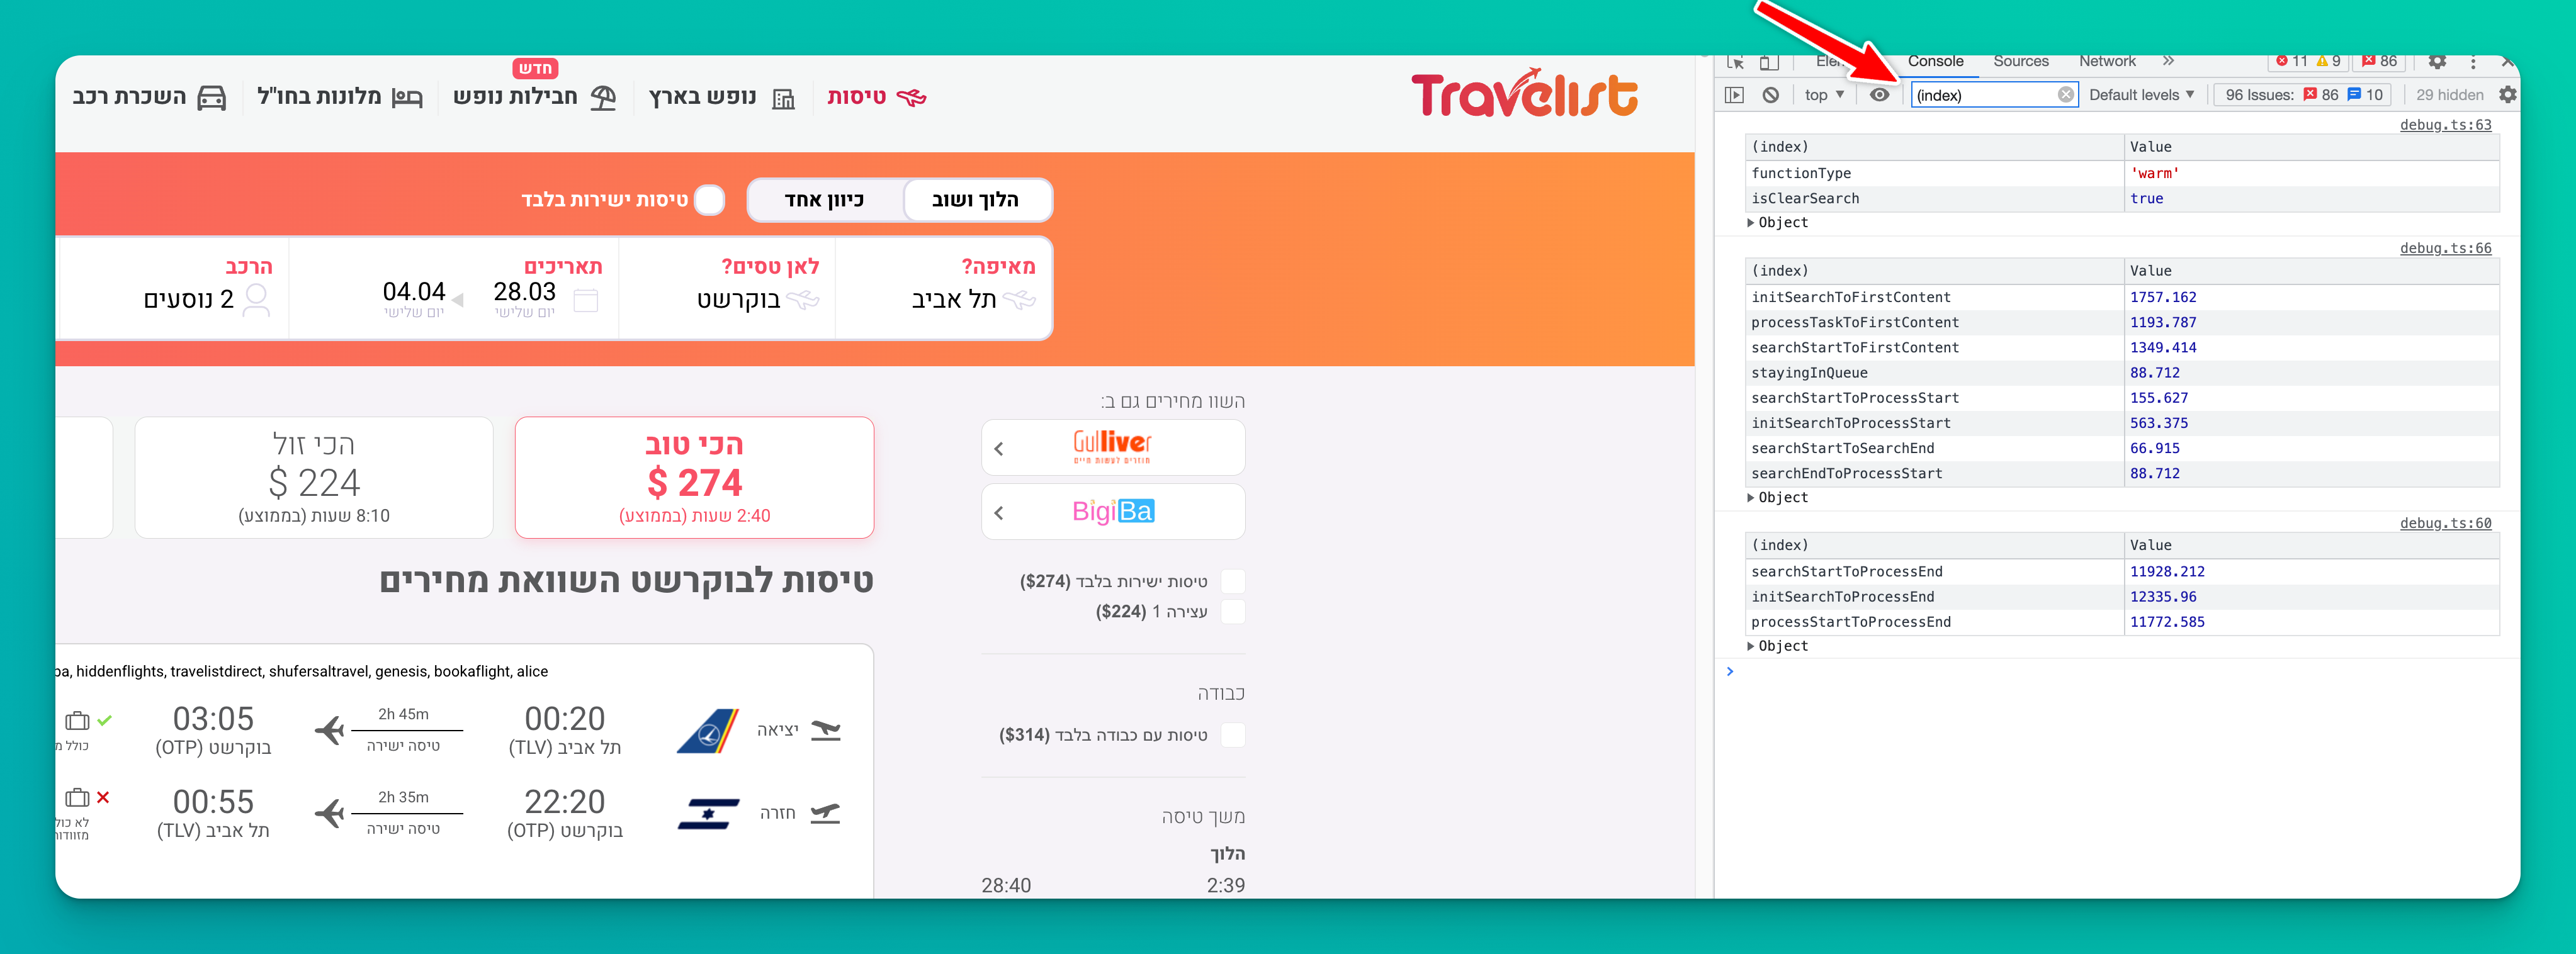 Travelist
טיסות
נופש בארץ
חדש
חבילות נופש
מלונות בחו"ל
השכרת רכב
הלוך ושוב
כיוון אחד
טיסות ישירות בלבד
מאיפה?
תל אביב
לאן טסים?
בוקרשט
תאריכים
28.03
יום שלישי
04.04
יום שלישי
הרכב
2 נוסעים
השוו מחירים גם ב:
Gulliver
חוזרים לעשות חיים
BigiBa
טיסות ישירות בלבד ($274)
עצירה 1 ($224)
כבודה
טיסות עם כבודה בלבד ($314)
משך טיסה
הלוך
2:39
28:40
הכי טוב
$ 274
2:40 שעות (בממוצע)
הכי זול
$ 224
8:10 שעות (בממוצע)
טיסות לבוקרשט השוואת מחירים
ba, hiddenflights, travelistdirect, shufersaltravel, genesis, bookaflight, alice
יציאה
00:20
תל אביב (TLV)
2h 45m
טיסה ישירה
03:05
בוקרשט (OTP)
כולל מ
חזרה
22:20
בוקרשט (OTP)
2h 35m
טיסה ישירה
00:55
תל אביב (TLV)
לא כול
מזוודות
Elem
Console
Sources
Network
11
9
86
top
(index)
Default levels
96 Issues:
86
10
29 hidden
debug.ts:63
(index) Value
functionType 'warm'
isClearSearch true
Object
debug.ts:66
(index) Value
initSearchToFirstContent 1757.162
processTaskToFirstContent 1193.787
searchStartToFirstContent 1349.414
stayingInQueue 88.712
searchStartToProcessStart 155.627
initSearchToProcessStart 563.375
searchStartToSearchEnd 66.915
searchEndToProcessStart 88.712
Object
debug.ts:60
(index) Value
searchStartToProcessEnd 11928.212
initSearchToProcessEnd 12335.96
processStartToProcessEnd 11772.585
Object